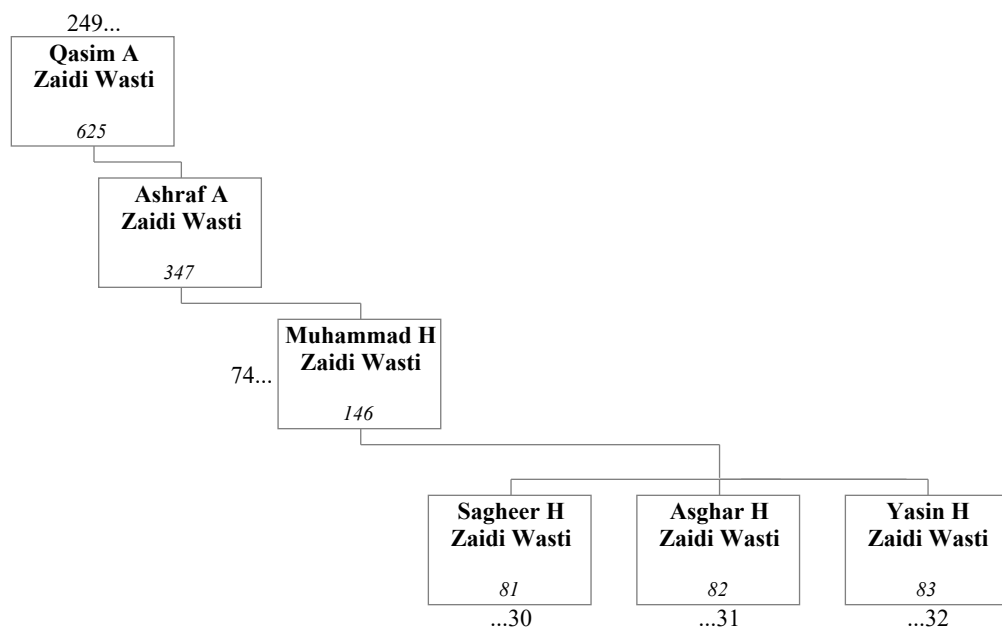 249...
Qasim A
Zaidi Wasti
625
Ashraf A
Zaidi Wasti
347
Muhammad H
Zaidi Wasti
74...
146
Sagheer H
Zaidi Wasti
81
...30
Asghar H
Zaidi Wasti
82
...31
Yasin H
Zaidi Wasti
83
...32